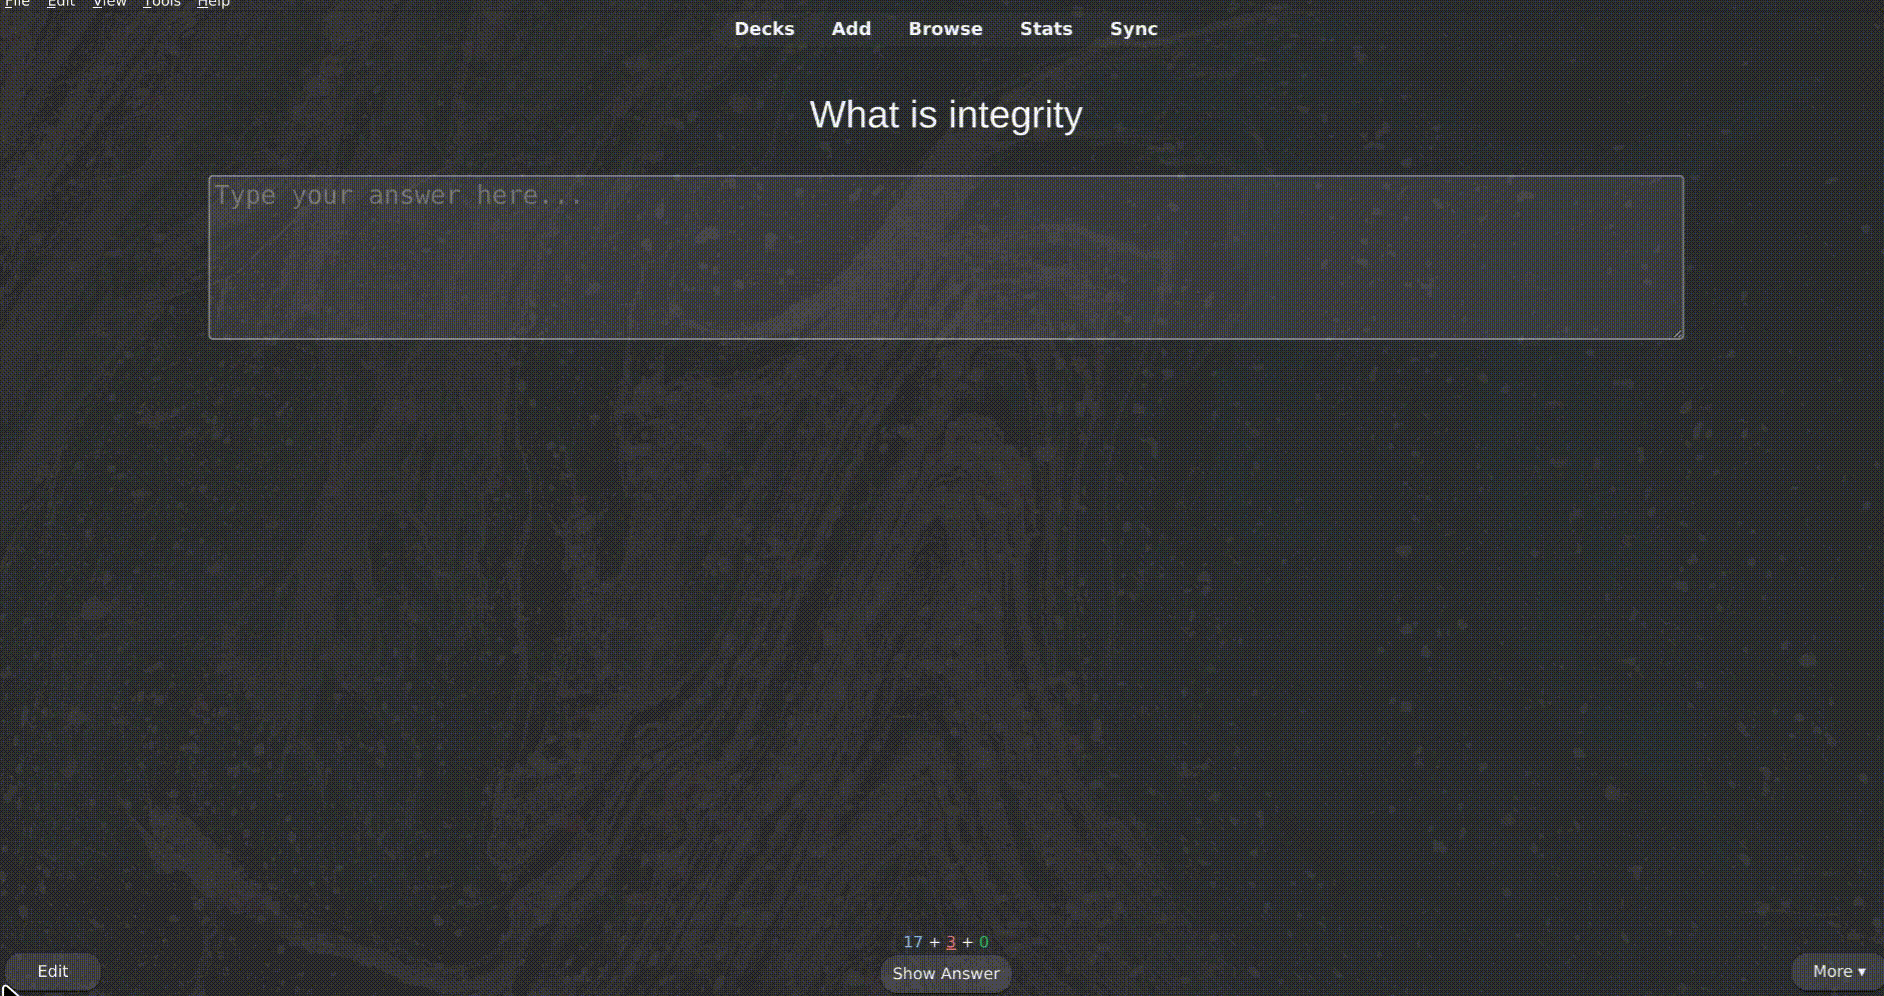 File Edit View Tools Help
Decks Add Browse Stats Sync
What is integrity
Type your answer here...
17 + 3 + 0
Edit Show Answer More ▾